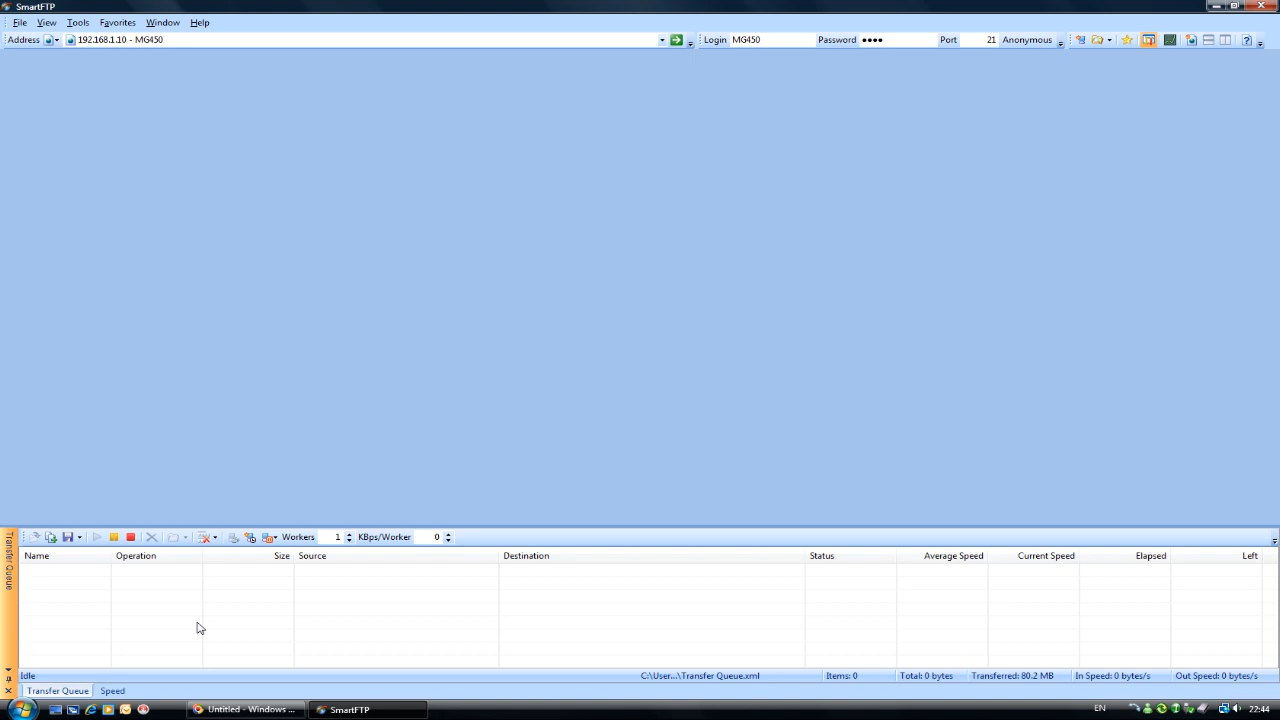 SmartFTP
File View Tools Favorites Window Help
Address 192.168.1.10 - MG450 Login MG450 Password ●●●● Port 21 Anonymous
Transfer Queue
Workers 1 KBps/Worker 0
Name Operation Size Source Destination Status Average Speed Current Speed Elapsed Left
Idle C:\User...\Transfer Queue.xml Items: 0 Total: 0 bytes Transferred: 80.2 MB In Speed: 0 bytes/s Out Speed: 0 bytes/s
Transfer Queue Speed
Untitled - Windows ... SmartFTP EN 22:44